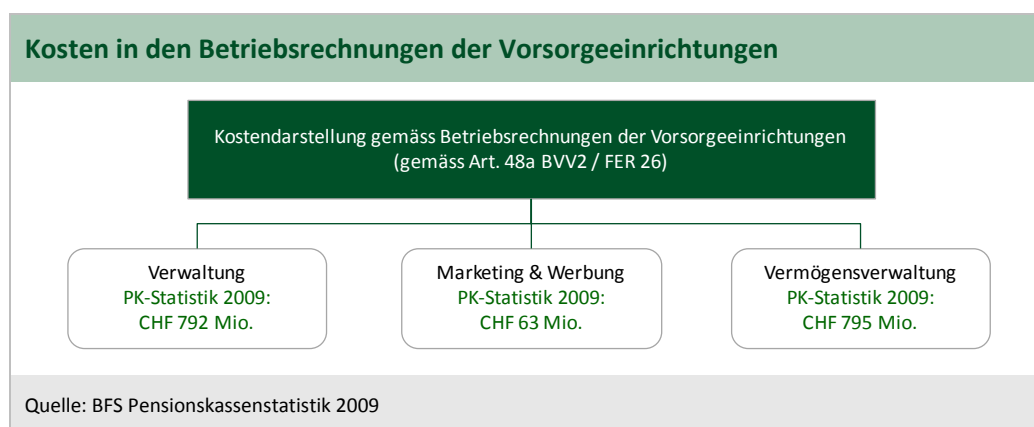 Kosten in den Betriebsrechnungen der Vorsorgeeinrichtungen
Kostendarstellung gemäss Betriebsrechnungen der Vorsorgeeinrichtungen
(gemäss Art. 48a BVV2 / FER 26)
Verwaltung
PK-Statistik 2009:
CHF 792 Mio.
Marketing & Werbung
PK-Statistik 2009:
CHF 63 Mio.
Vermögensverwaltung
PK-Statistik 2009:
CHF 795 Mio.
Quelle: BFS Pensionskassenstatistik 2009